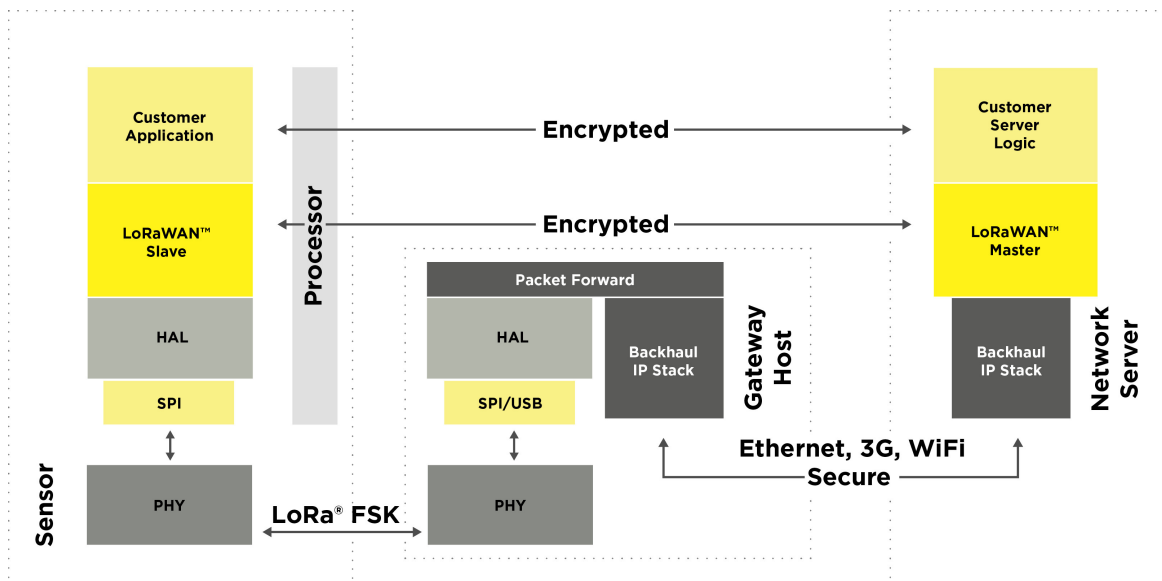 Customer
Application
LoRaWAN™
Slave
HAL
SPI
PHY
Sensor
Processor
Encrypted
Encrypted
LoRa® FSK
Packet Forward
HAL
SPI/USB
PHY
Backhaul
IP Stack
Gateway
Host
Ethernet, 3G, WiFi
Secure
Customer
Server
Logic
LoRaWAN™
Master
Backhaul
IP Stack
Network
Server